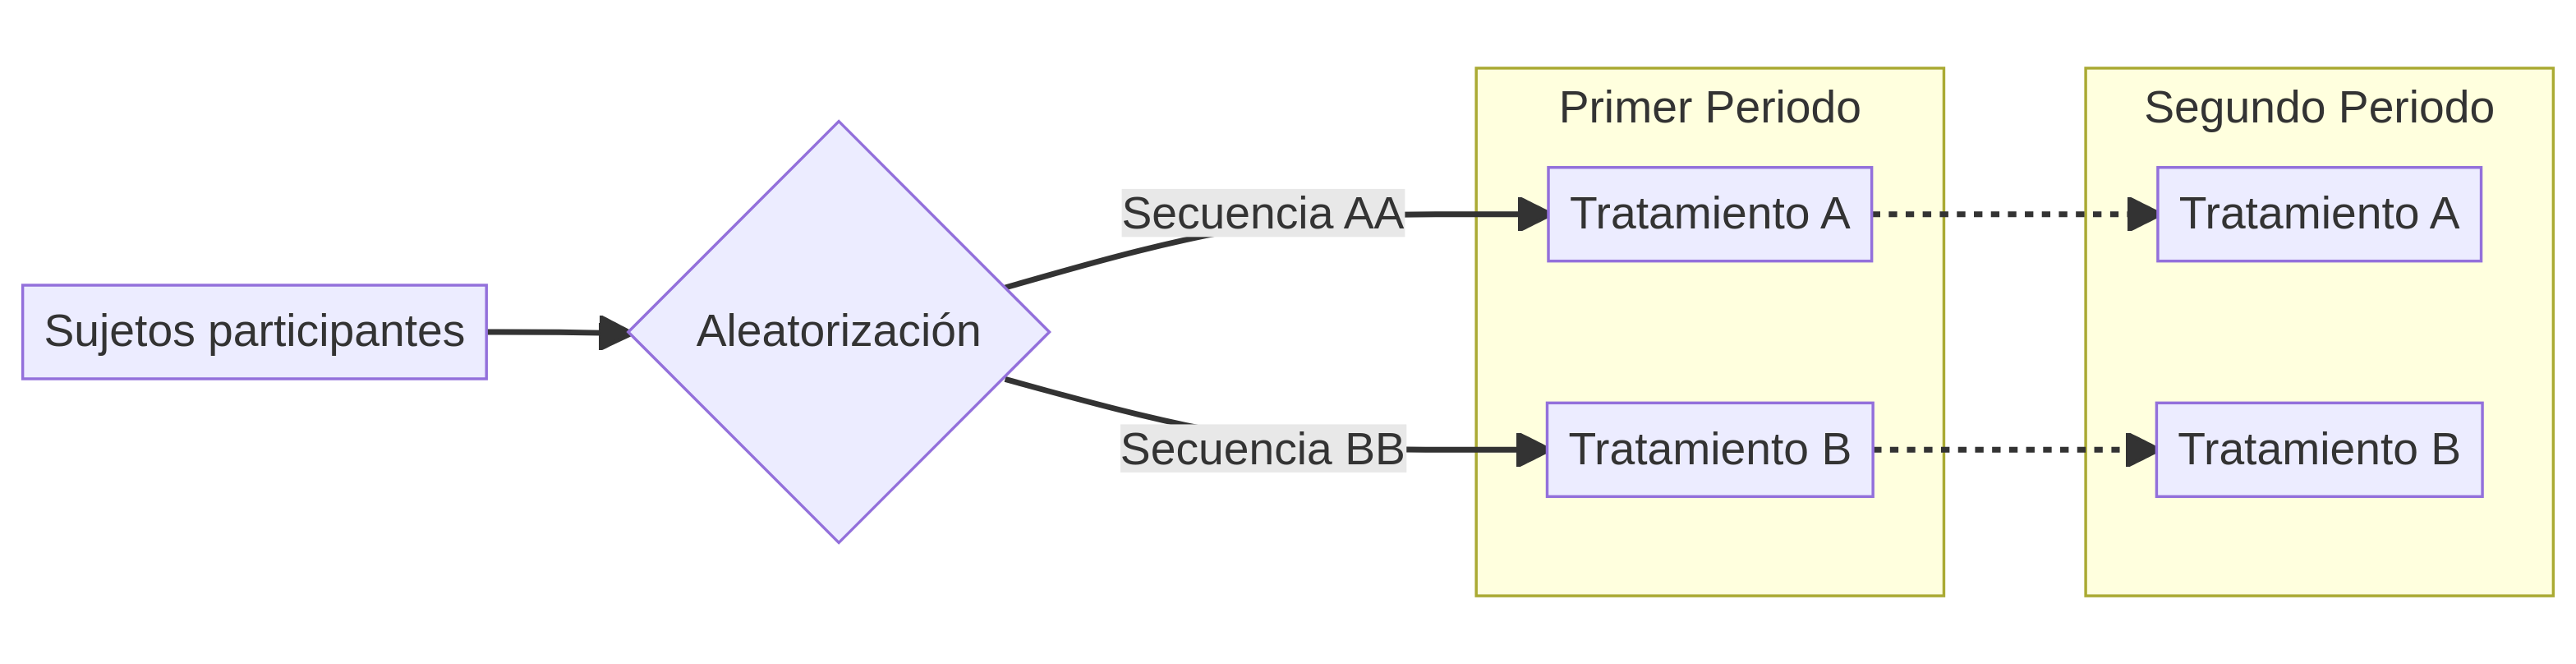 Sujetos participantes
Aleatorización
Secuencia AA
Secuencia BB
Primer Periodo
Tratamiento A
Tratamiento B
Segundo Periodo
Tratamiento A
Tratamiento B